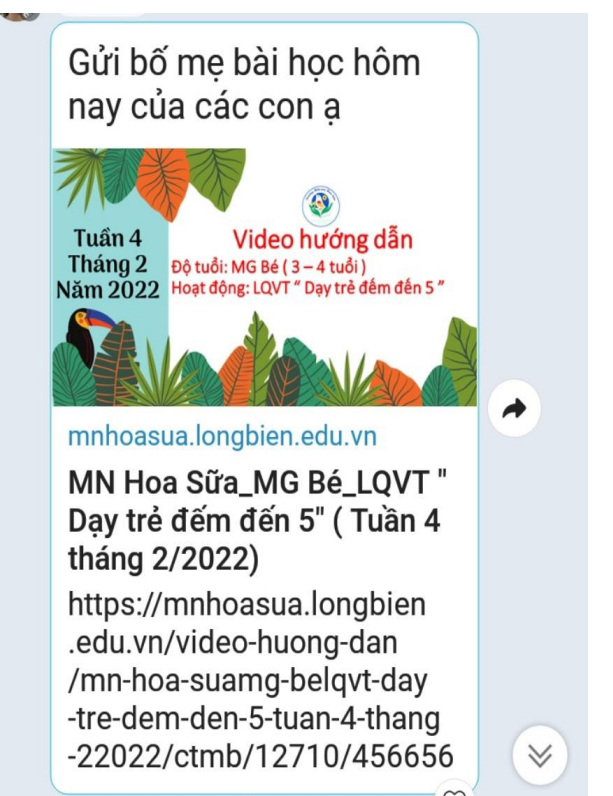 Gửi bố mẹ bài học hôm
nay của các con ạ
Tuần 4
Tháng 2
Năm 2022
Video hướng dẫn
Độ tuổi: MG Bé ( 3 – 4 tuổi )
Hoạt động: LQVT “ Dạy trẻ đếm đến 5 ”
mnhoasua.longbien.edu.vn
MN Hoa Sữa_MG Bé_LQVT "
Dạy trẻ đếm đến 5" ( Tuần 4
tháng 2/2022)
https://mnhoasua.longbien
.edu.vn/video-huong-dan
/mn-hoa-suamg-belqvt-day
-tre-dem-den-5-tuan-4-thang
-22022/ctmb/12710/456656